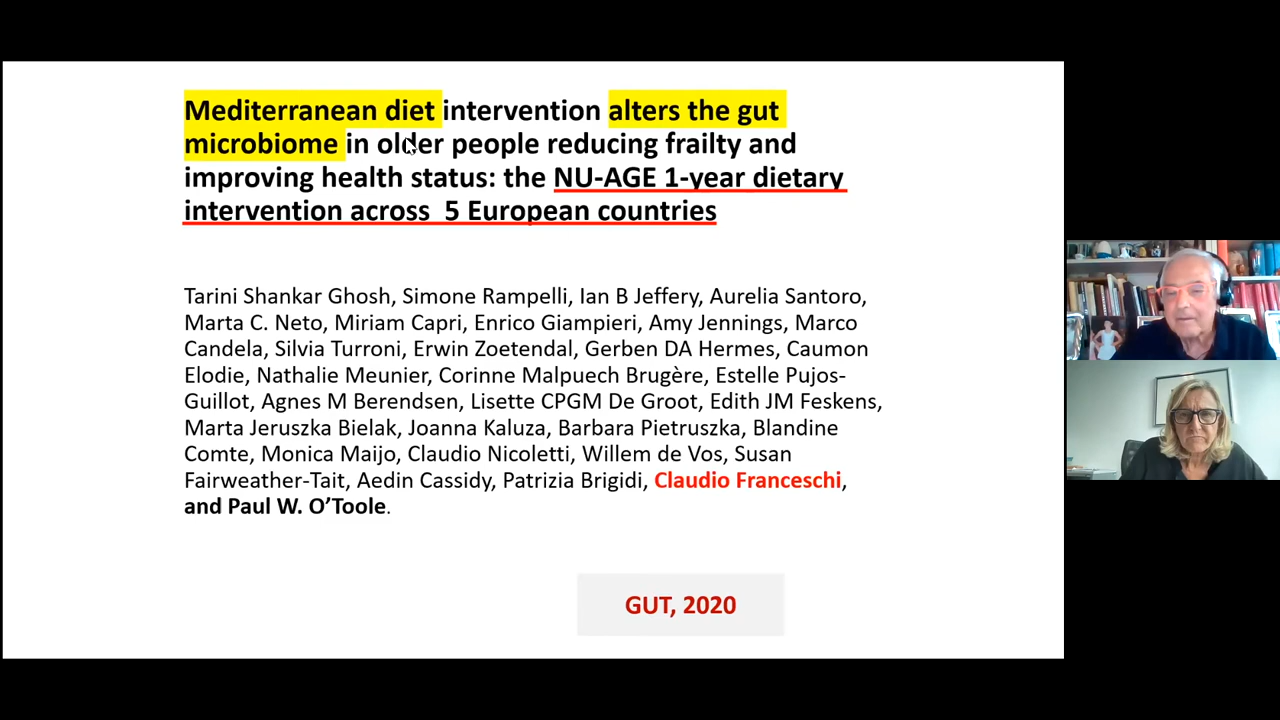 Mediterranean diet intervention alters the gut
microbiome in older people reducing frailty and
improving health status: the NU-AGE 1-year dietary
intervention across 5 European countries
Tarini Shankar Ghosh, Simone Rampelli, Ian B Jeffery, Aurelia Santoro,
Marta C. Neto, Miriam Capri, Enrico Giampieri, Amy Jennings, Marco
Candela, Silvia Turroni, Erwin Zoetendal, Gerben DA Hermes, Caumon
Elodie, Nathalie Meunier, Corinne Malpuech Brugère, Estelle Pujos-
Guillot, Agnes M Berendsen, Lisette CPGM De Groot, Edith JM Feskens,
Marta Jeruszka Bielak, Joanna Kaluza, Barbara Pietruszka, Blandine
Comte, Monica Maijo, Claudio Nicoletti, Willem de Vos, Susan
Fairweather-Tait, Aedin Cassidy, Patrizia Brigidi, Claudio Franceschi,
and Paul W. O’Toole.
GUT, 2020